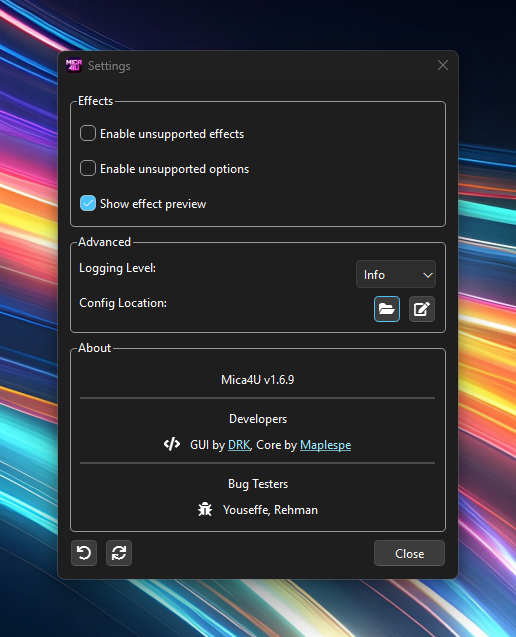 MICA
4U
Settings
Effects
Enable unsupported effects
Enable unsupported options
Show effect preview
Advanced
Logging Level:
Info
Config Location:
About
Mica4U v1.6.9
Developers
GUI by DRK, Core by Maplespe
Bug Testers
Youseffe, Rehman
Close